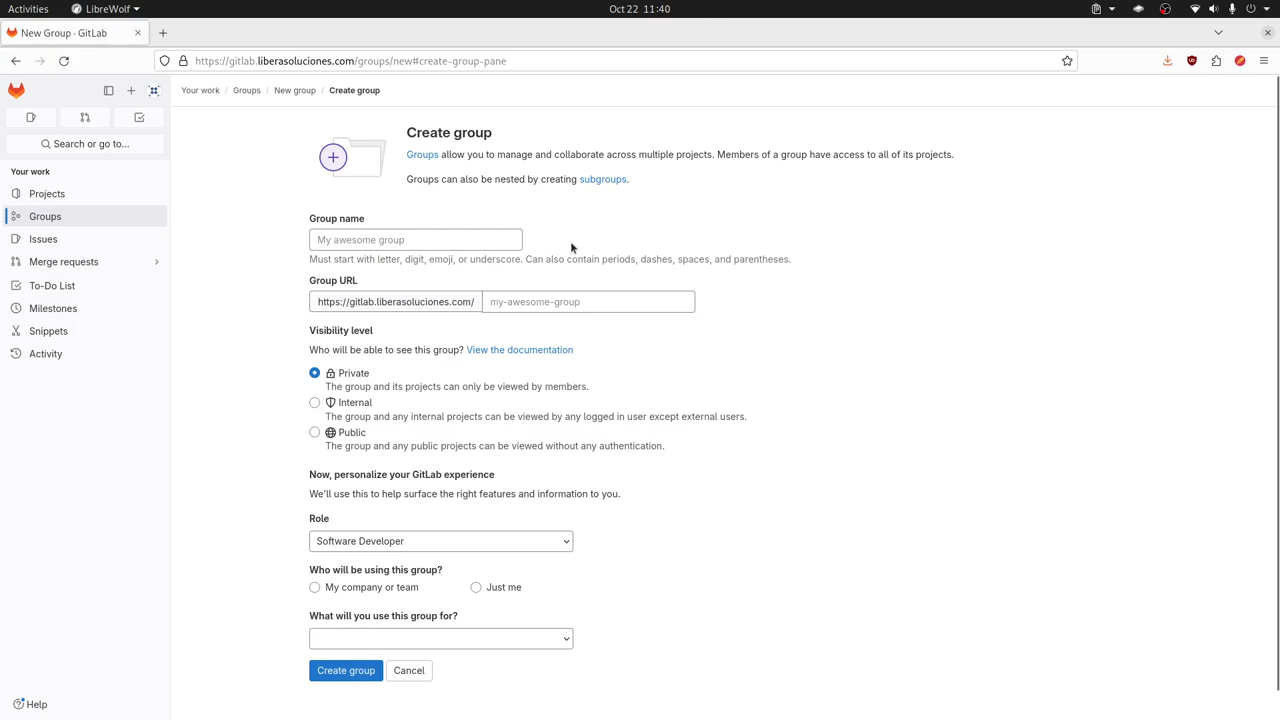 Activities
LibreWolf
Oct 22 11:40
New Group · GitLab
https://gitlab.liberasoluciones.com/groups/new#create-group-pane
Your work / Groups / New group / Create group
Search or go to...
Your work
Projects
Groups
Issues
Merge requests
To-Do List
Milestones
Snippets
Activity
Help
Create group
Groups allow you to manage and collaborate across multiple projects. Members of a group have access to all of its projects.
Groups can also be nested by creating subgroups.
Group name
My awesome group
Must start with letter, digit, emoji, or underscore. Can also contain periods, dashes, spaces, and parentheses.
Group URL
https://gitlab.liberasoluciones.com/ my-awesome-group
Visibility level
Who will be able to see this group? View the documentation
Private
The group and its projects can only be viewed by members.
Internal
The group and any internal projects can be viewed by any logged in user except external users.
Public
The group and any public projects can be viewed without any authentication.
Now, personalize your GitLab experience
We'll use this to help surface the right features and information to you.
Role
Software Developer
Who will be using this group?
My company or team Just me
What will you use this group for?
Create group Cancel